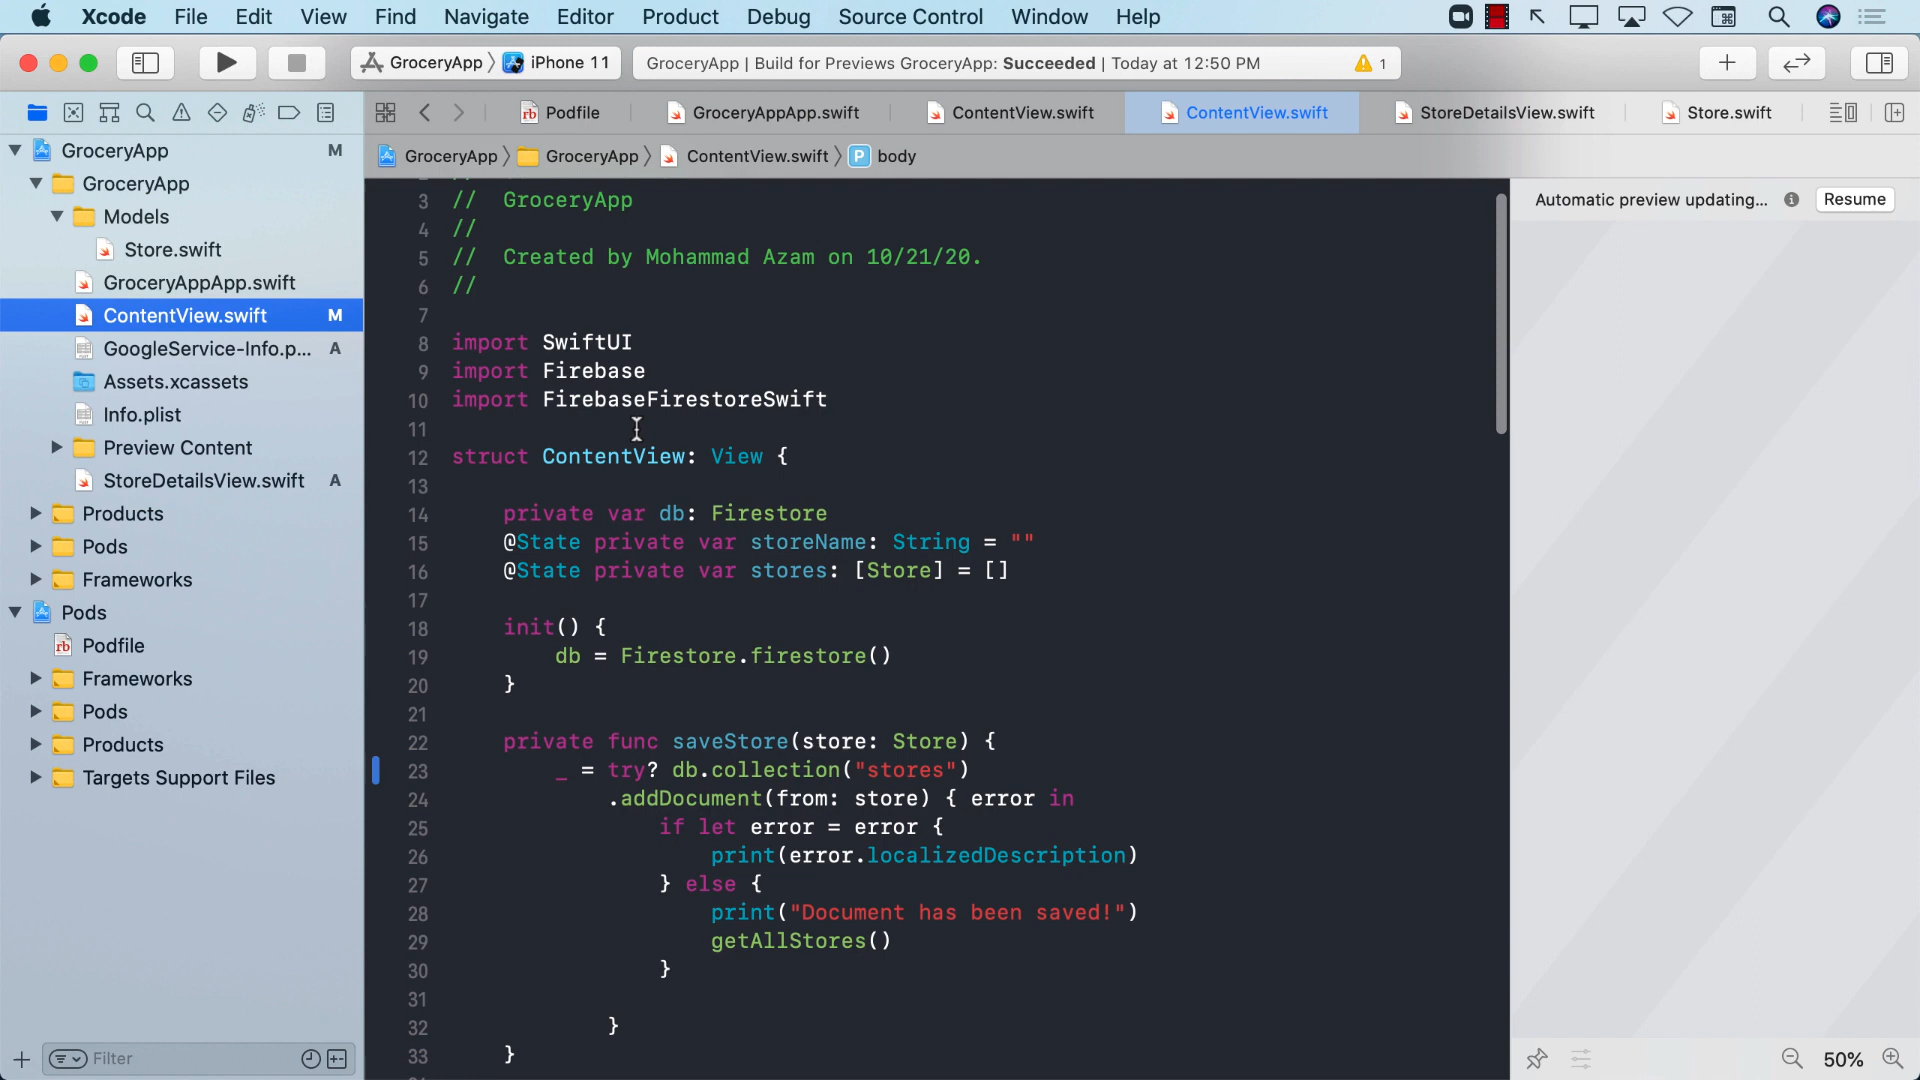 Xcode File Edit View Find Navigate Editor Product Debug Source Control Window Help
GroceryApp iPhone 11 GroceryApp | Build for Previews GroceryApp: Succeeded | Today at 12:50 PM 1
Podfile GroceryAppApp.swift ContentView.swift ContentView.swift StoreDetailsView.swift Store.swift
GroceryApp GroceryApp ContentView.swift P body
GroceryApp M
GroceryApp
Models
Store.swift
GroceryAppApp.swift
ContentView.swift M
GoogleService-Info.p... A
Assets.xcassets
Info.plist
Preview Content
StoreDetailsView.swift A
Products
Pods
Frameworks
Pods
rb Podfile
Frameworks
Pods
Products
Targets Support Files
Filter
3 // GroceryApp
4 //
5 // Created by Mohammad Azam on 10/21/20.
6 //
7
8 import SwiftUI
9 import Firebase
10 import FirebaseFirestoreSwift
11
12 struct ContentView: View {
13
14 private var db: Firestore
15 @State private var storeName: String = ""
16 @State private var stores: [Store] = []
17
18 init() {
19 db = Firestore.firestore()
20 }
21
22 private func saveStore(store: Store) {
23 _ = try? db.collection("stores")
24 .addDocument(from: store) { error in
25 if let error = error {
26 print(error.localizedDescription)
27 } else {
28 print("Document has been saved!")
29 getAllStores()
30 }
31
32 }
33 }
Automatic preview updating... Resume
50%